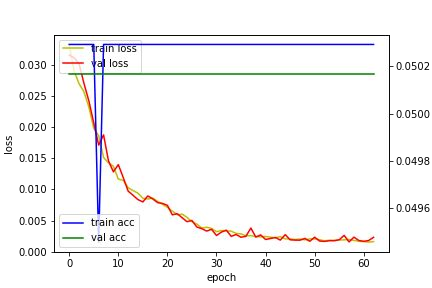 train loss
val loss
train acc
val acc
0.030
0.025
0.020
0.015
0.010
0.005
0.000
0.0502
0.0500
0.0498
0.0496
0 10 20 30 40 50 60
loss
epoch